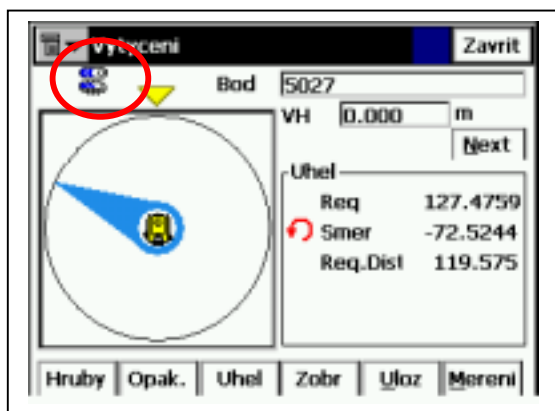 Vytyceni Zavrit
Bod 5027
VH 0.000 m
Next
Uhel
Req 127.4759
Smer -72.5244
Req.Dist 119.575
Hruby Opak. Uhel Zobr Uloz Mereni